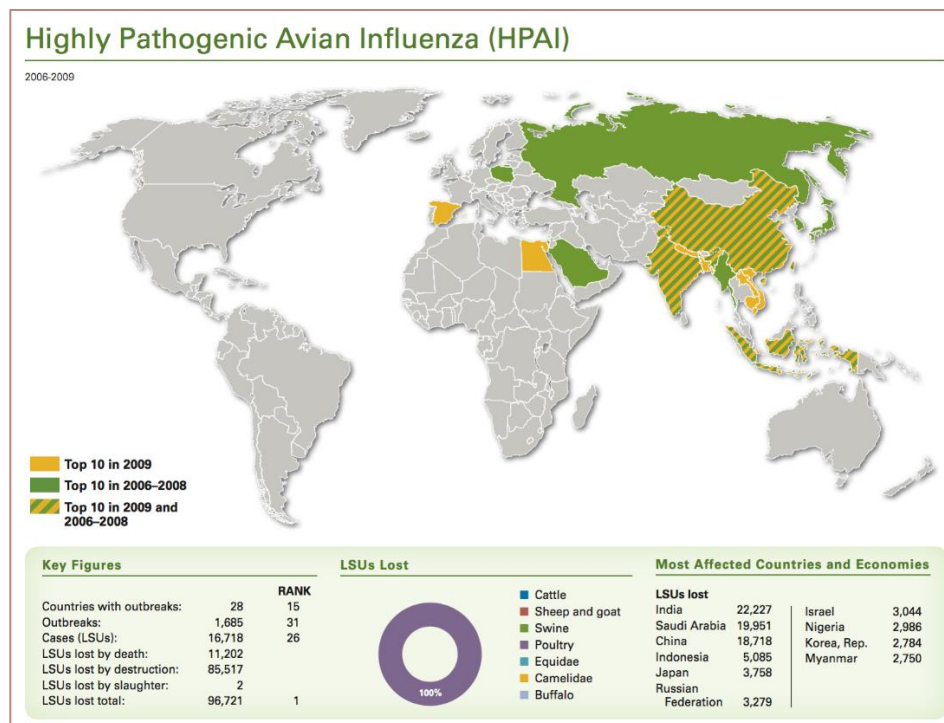 Highly Pathogenic Avian Influenza (HPAI)
2006-2009
Top 10 in 2009
Top 10 in 2006–2008
Top 10 in 2009 and
2006–2008
Key Figures
RANK
Countries with outbreaks: 28 15
Outbreaks: 1,685 31
Cases (LSUs): 16,718 26
LSUs lost by death: 11,202
LSUs lost by destruction: 85,517
LSUs lost by slaughter: 2
LSUs lost total: 96,721 1
LSUs Lost
100%
Cattle
Sheep and goat
Swine
Poultry
Equidae
Camelidae
Buffalo
Most Affected Countries and Economies
LSUs lost
India 22,227
Saudi Arabia 19,951
China 18,718
Indonesia 5,085
Japan 3,758
Russian
Federation 3,279
Israel 3,044
Nigeria 2,986
Korea, Rep. 2,784
Myanmar 2,750